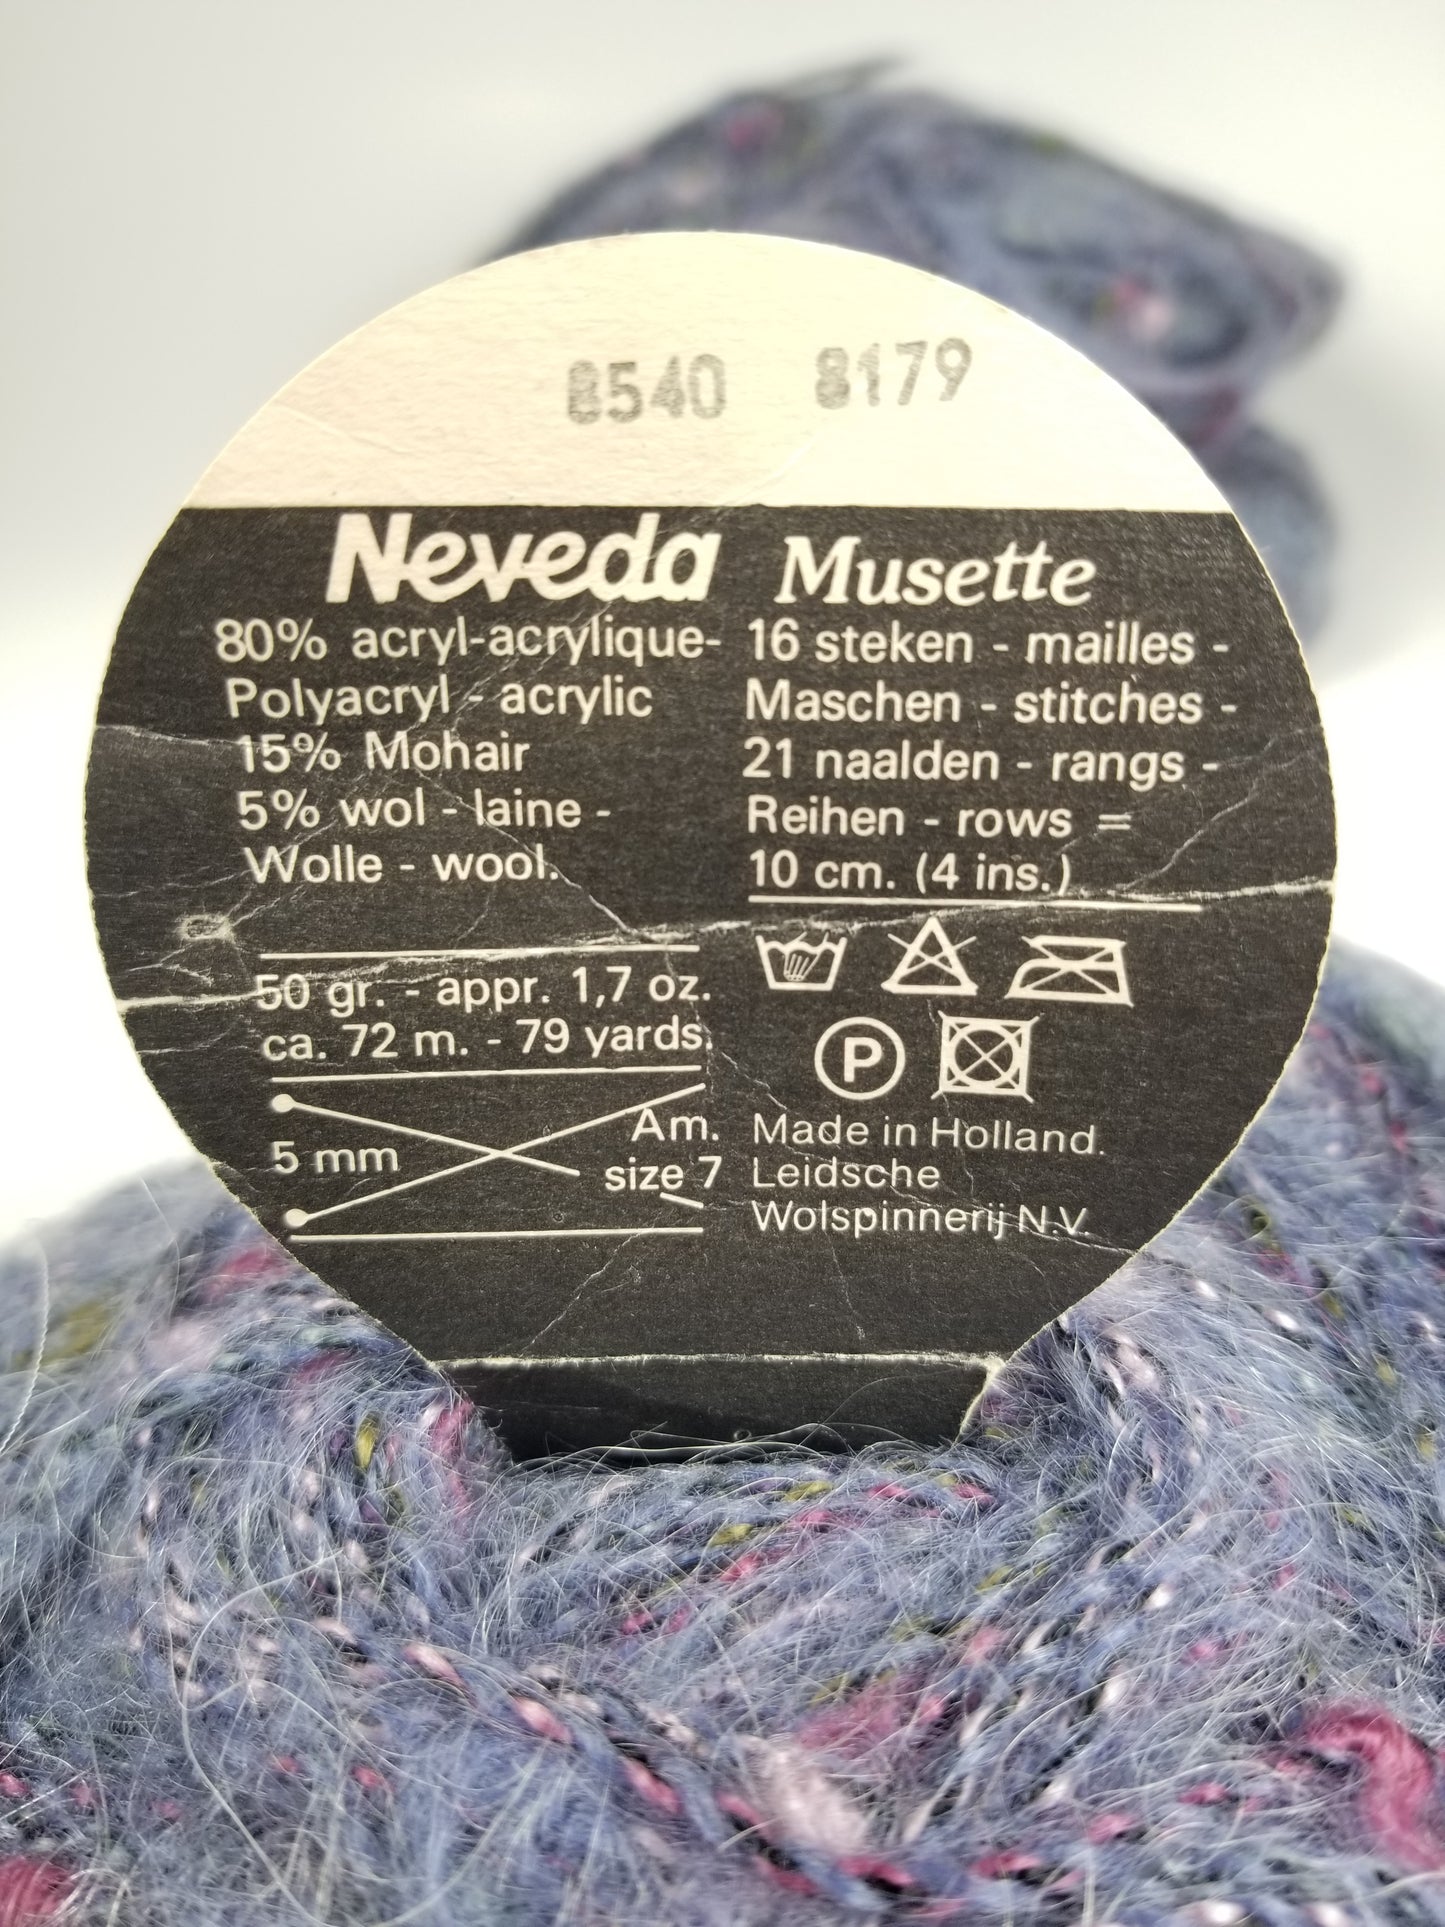 8540 8179
Neveda Musette
80% acryl-acrylique-
Polyacryl - acrylic
15% Mohair
5% wol - laine -
Wolle - wool.
50 gr. - appr. 1,7 oz.
ca. 72 m. - 79 yards.
5 mm
Am.
size 7
16 steken - mailles -
Maschen - stitches -
21 naalden - rangs -
Reihen - rows =
10 cm. (4 ins.)
P
Made in Holland.
Leidsche
Wolspinnerij N.V.